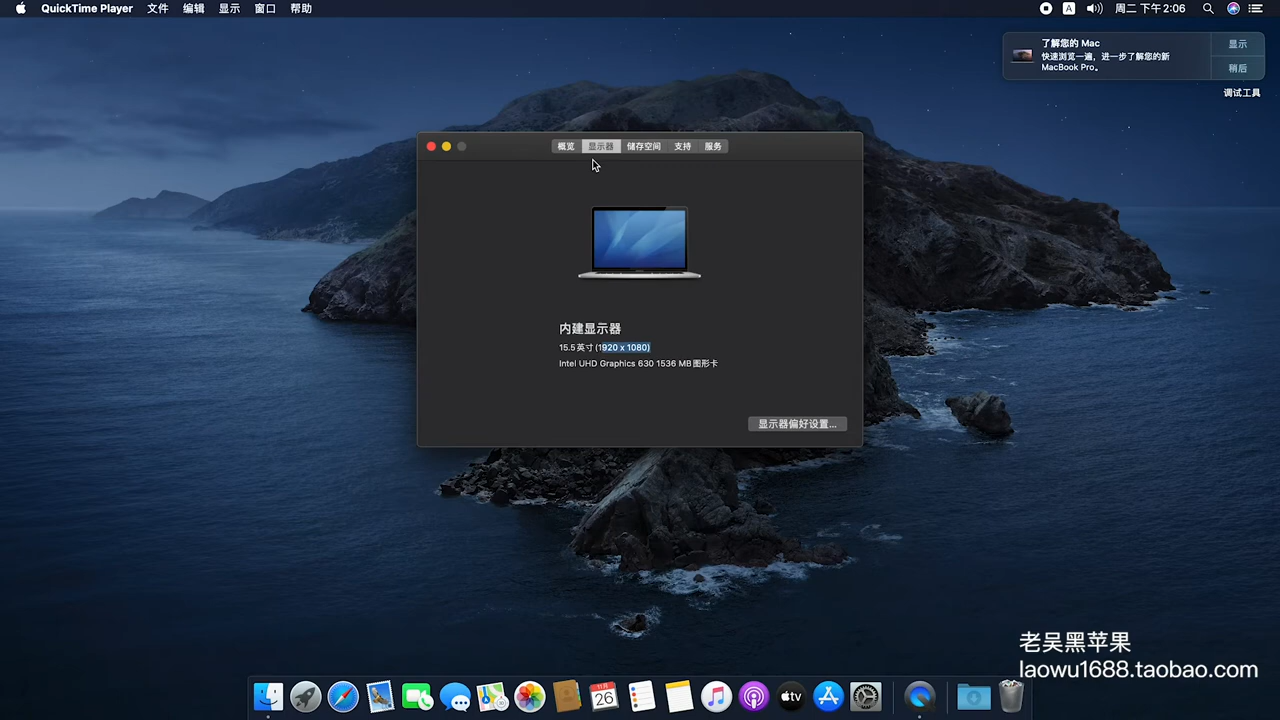 QuickTime Player 文件 编辑 显示 窗口 帮助
A 周二 下午2:06
了解您的 Mac
快速浏览一遍，进一步了解您的新
MacBook Pro。
显示
稍后
调试工具
概览 显示器 储存空间 支持 服务
内建显示器
15.5英寸 (1920 x 1080)
Intel UHD Graphics 630 1536 MB图形卡
显示器偏好设置...
老吴黑苹果
laowu1688.taobao.com
11月
26
tv